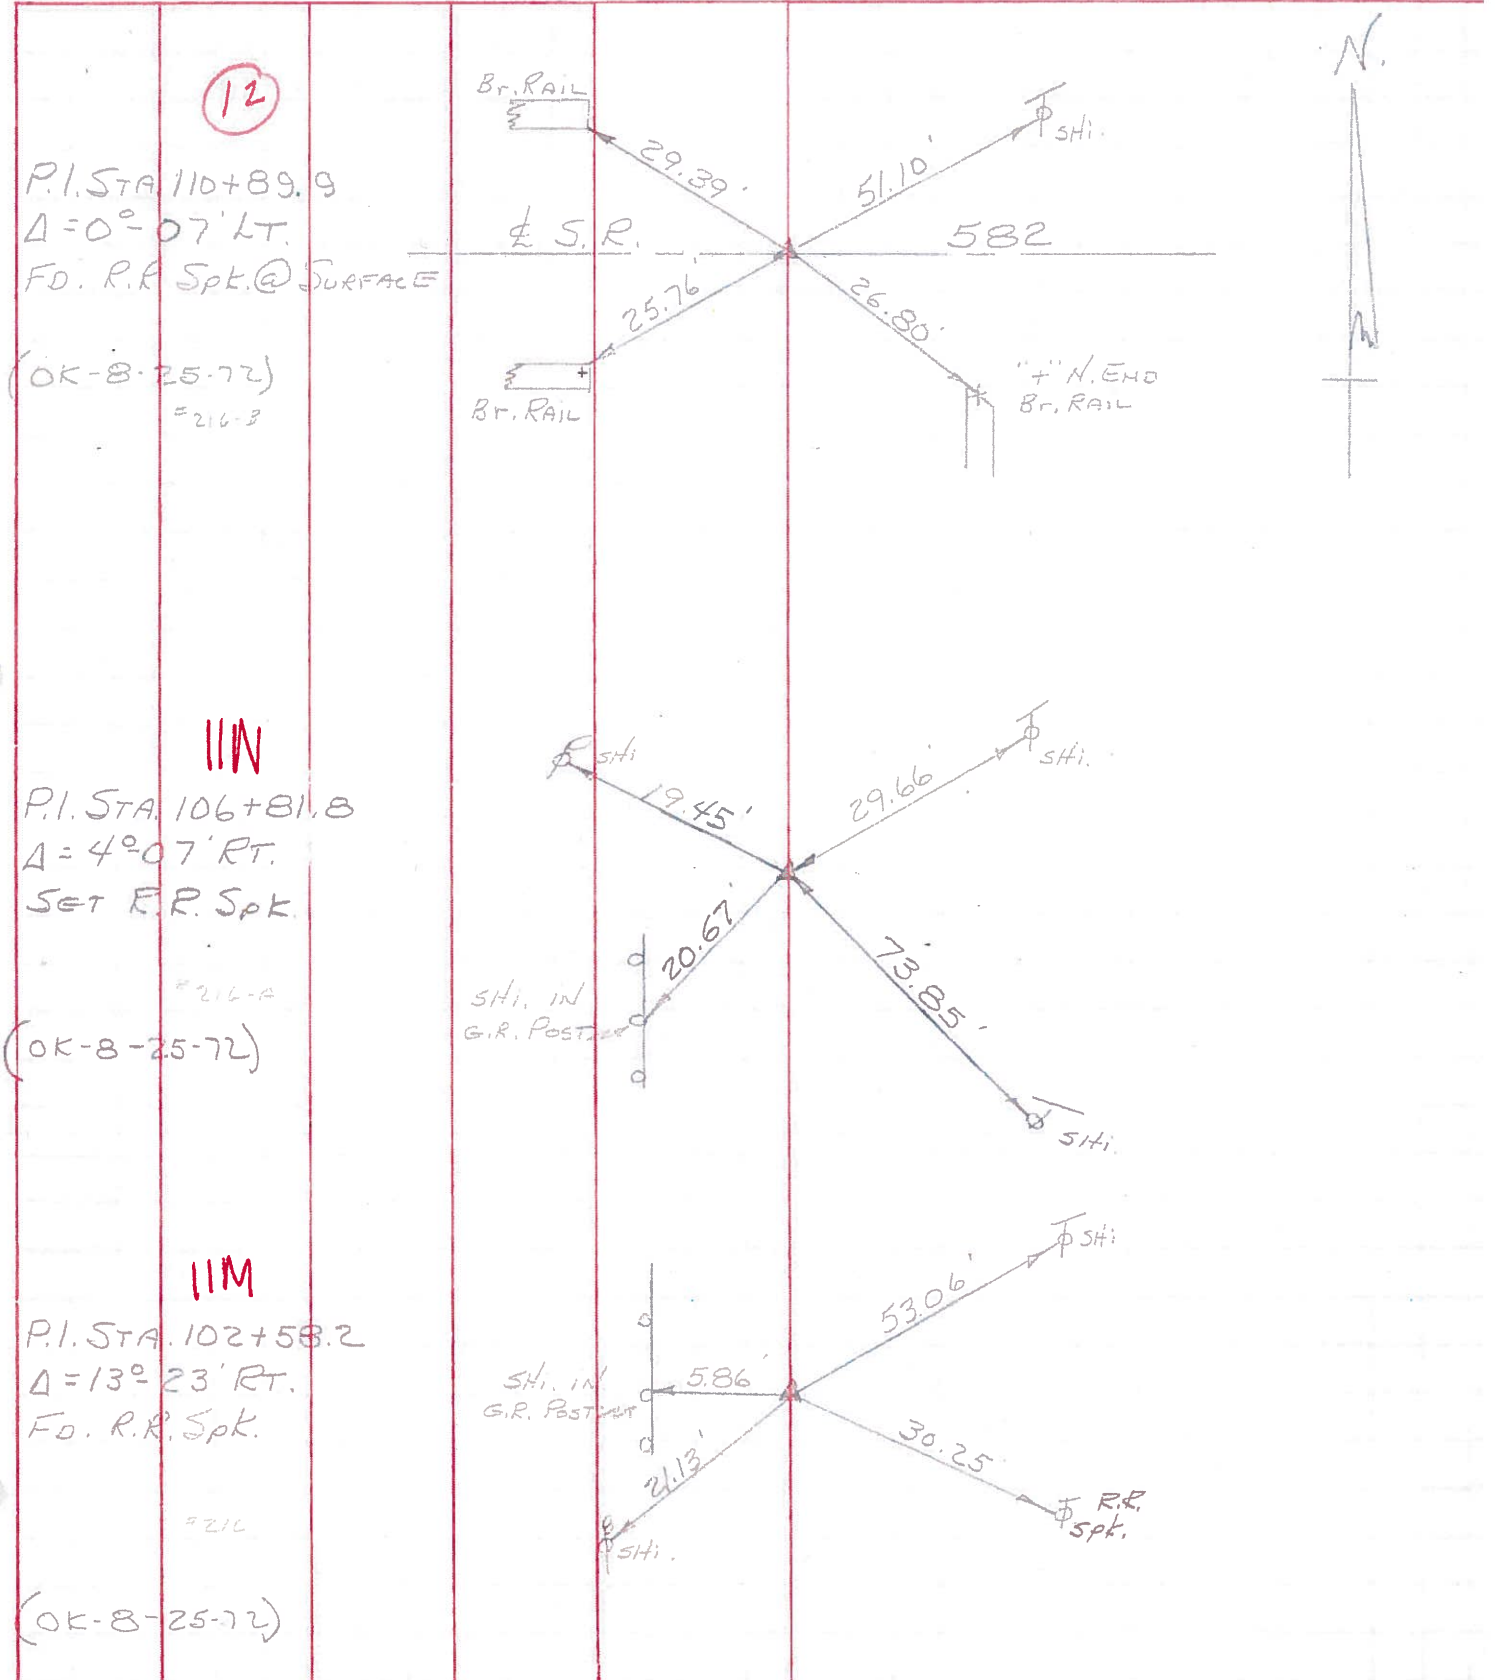 N.
12
Br. RAIL
SHi.
29.39'
51.10'
P.I. STA. 110+89.9
Δ = 0°-07' LT.
℄ S.R. 582
FD. R.R. Spk. @ SURFACE
25.76'
26.80'
(OK-8-25-72)
#216-B
"+" N. END
Br. RAIL
+
Br. RAIL
11N
SHi
SHi.
P.I. STA. 106+81.8
19.45'
29.66'
Δ = 4°-07' RT.
SET R.R. Spk.
20.67'
73.85'
#216-A
SHi. IN
G.R. POST
(OK-8-25-72)
SHi.
11M
SHi
53.06'
P.I. STA. 102+58.2
Δ = 13°-23' RT.
SHi. IN
G.R. POST
5.86'
FD. R.R. Spk.
30.25
21.13'
R.R.
Spk.
#216
SHi.
(OK-8-25-72)